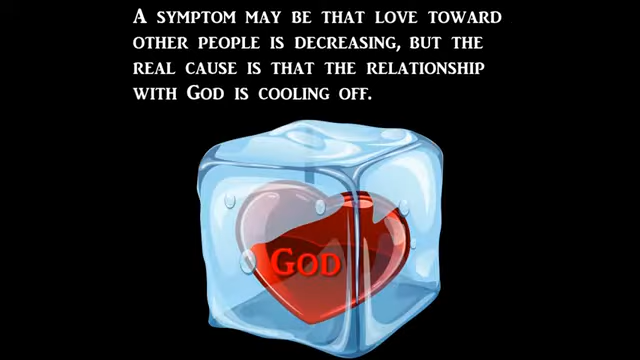 A symptom may be that love toward
other people is decreasing, but the
real cause is that the relationship
with God is cooling off.
God